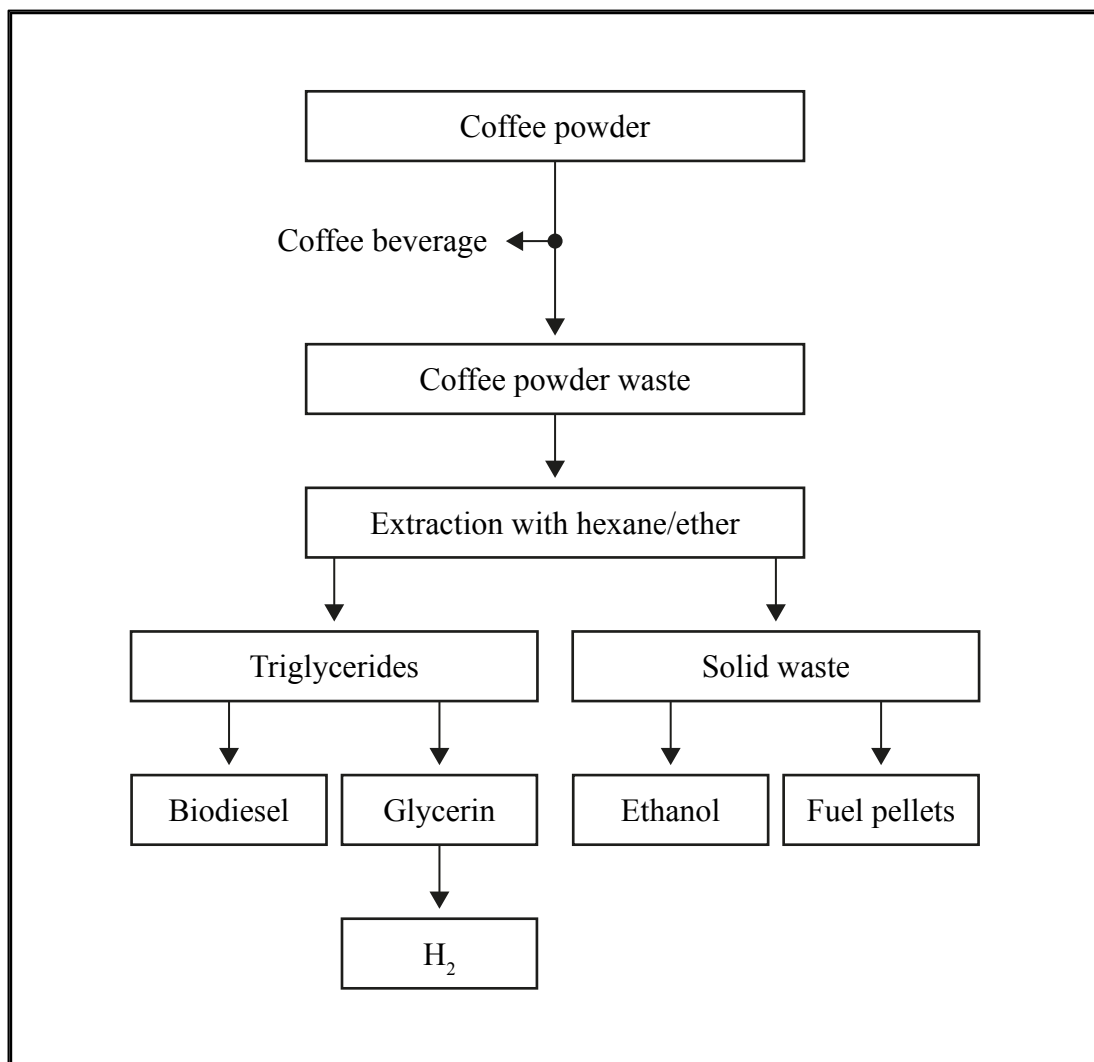 Coffee powder
Coffee beverage
Coffee powder waste
Extraction with hexane/ether
Triglycerides
Solid waste
Biodiesel
Glycerin
Ethanol
Fuel pellets
H₂